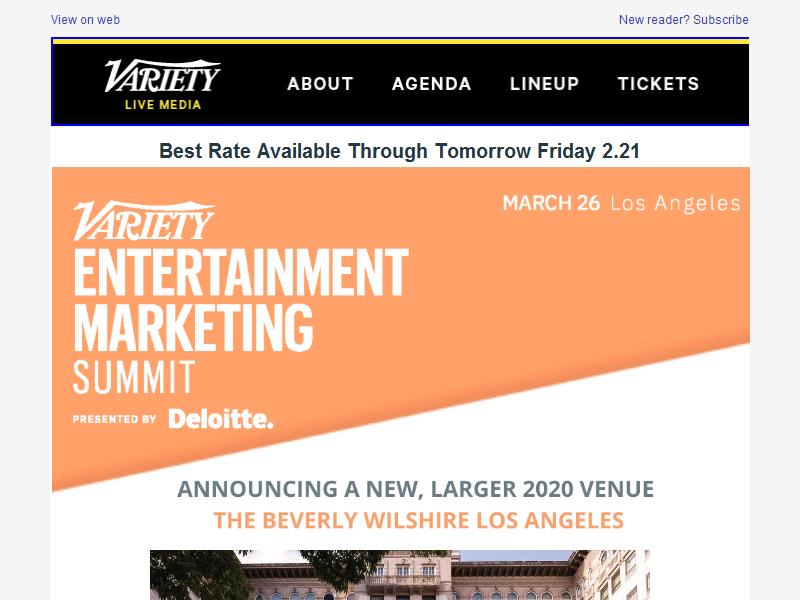 View on web
New reader? Subscribe
VARIETY
LIVE MEDIA
ABOUT AGENDA LINEUP TICKETS
Best Rate Available Through Tomorrow Friday 2.21
MARCH 26 Los Angeles
VARIETY
ENTERTAINMENT
MARKETING
SUMMIT
PRESENTED BY Deloitte.
ANNOUNCING A NEW, LARGER 2020 VENUE
THE BEVERLY WILSHIRE LOS ANGELES